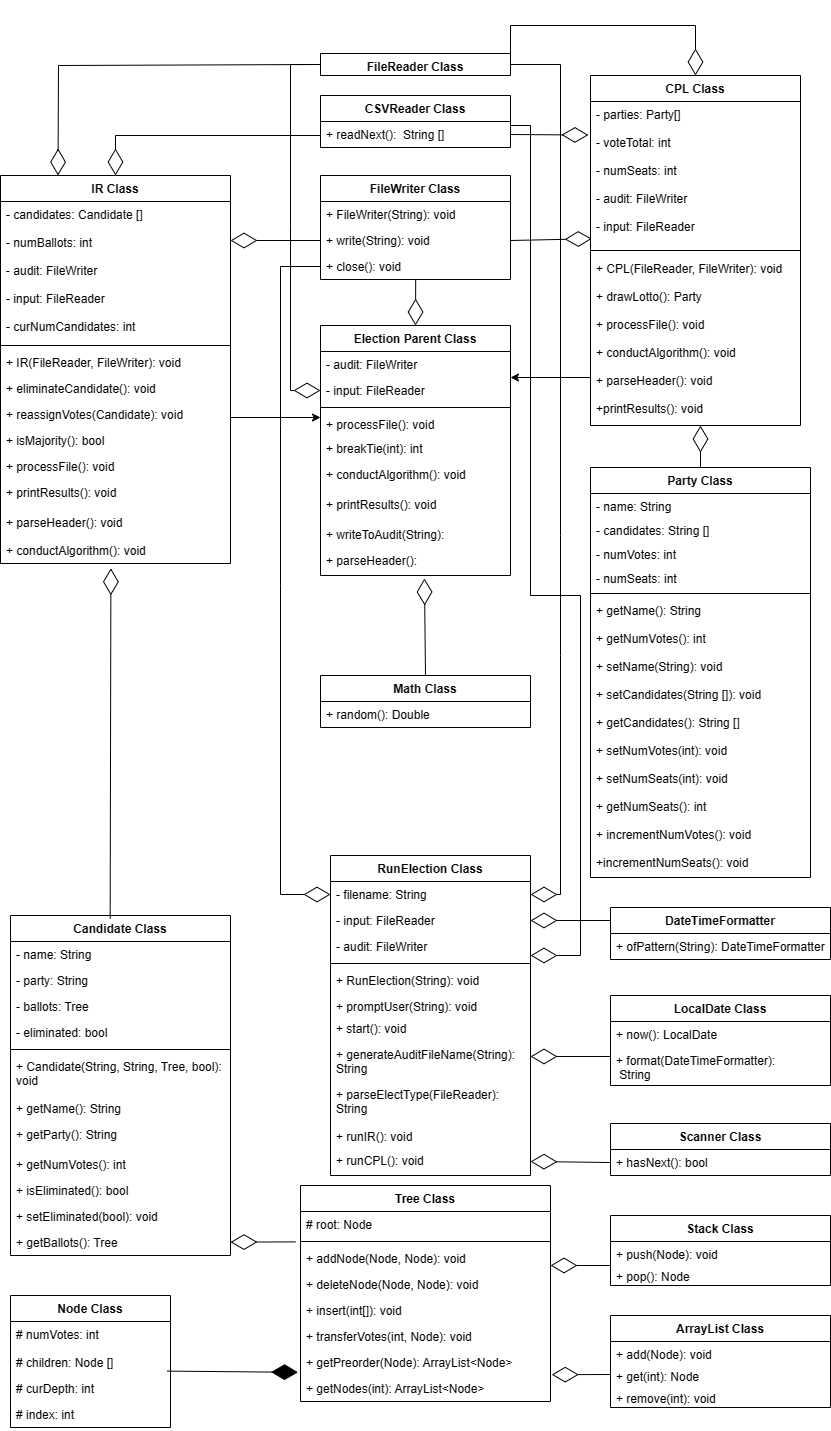 FileReader Class
CSVReader Class
+ readNext():  String []
CPL Class
- parties: Party[]
- voteTotal: int
- numSeats: int
- audit: FileWriter
- input: FileReader
+ CPL(FileReader, FileWriter): void
+ drawLotto(): Party
+ processFile(): void
+ conductAlgorithm(): void
+ parseHeader(): void
+printResults(): void
IR Class
- candidates: Candidate []
- numBallots: int
- audit: FileWriter
- input: FileReader
- curNumCandidates: int
+ IR(FileReader, FileWriter): void
+ eliminateCandidate(): void
+ reassignVotes(Candidate): void
+ isMajority(): bool
+ processFile(): void
+ printResults(): void
+ parseHeader(): void
+ conductAlgorithm(): void
FileWriter Class
+ FileWriter(String): void
+ write(String): void
+ close(): void
Election Parent Class
- audit: FileWriter
- input: FileReader
+ processFile(): void
+ breakTie(int): int
+ conductAlgorithm(): void
+ printResults(): void
+ writeToAudit(String):
+ parseHeader():
Party Class
- name: String
- candidates: String []
- numVotes: int
- numSeats: int
+ getName(): String
+ getNumVotes(): int
+ setName(String): void
+ setCandidates(String []): void
+ getCandidates(): String []
+ setNumVotes(int): void
+ setNumSeats(int): void
+ getNumSeats(): int
+ incrementNumVotes(): void
+incrementNumSeats(): void
Math Class
+ random(): Double
RunElection Class
- filename: String
- input: FileReader
- audit: FileWriter
+ RunElection(String): void
+ promptUser(String): void
+ start(): void
+ generateAuditFileName(String):
String
+ parseElectType(FileReader):
String
+ runIR(): void
+ runCPL(): void
DateTimeFormatter
+ ofPattern(String): DateTimeFormatter
Candidate Class
- name: String
- party: String
- ballots: Tree
- eliminated: bool
+ Candidate(String, String, Tree, bool):
void
+ getName(): String
+ getParty(): String
+ getNumVotes(): int
+ isEliminated(): bool
+ setEliminated(bool): void
+ getBallots(): Tree
LocalDate Class
+ now(): LocalDate
+ format(DateTimeFormatter):
String
Scanner Class
+ hasNext(): bool
Tree Class
# root: Node
+ addNode(Node, Node): void
+ deleteNode(Node, Node): void
+ insert(int[]): void
+ transferVotes(int, Node): void
+ getPreorder(Node): ArrayList<Node>
+ getNodes(int): ArrayList<Node>
Stack Class
+ push(Node): void
+ pop(): Node
Node Class
# numVotes: int
# children: Node []
# curDepth: int
# index: int
ArrayList Class
+ add(Node): void
+ get(int): Node
+ remove(int): void